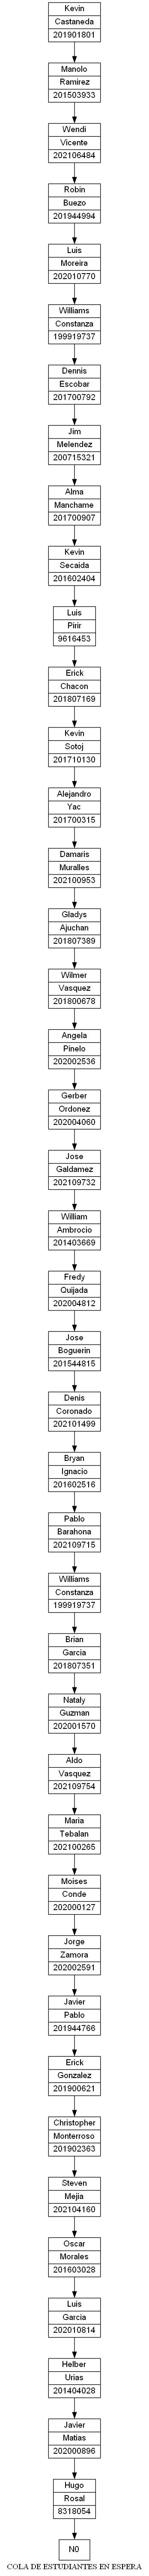 Kevin
Castaneda
201901801
Manolo
Ramirez
201503933
Wendi
Vicente
202106484
Robin
Buezo
201944994
Luis
Moreira
202010770
Williams
Constanza
199919737
Dennis
Escobar
201700792
Jim
Melendez
200715321
Alma
Manchame
201700907
Kevin
Secaida
201602404
Luis
Pirir
9616453
Erick
Chacon
201807169
Kevin
Sotoj
201710130
Alejandro
Yac
201700315
Damaris
Muralles
202100953
Gladys
Ajuchan
201807389
Wilmer
Vasquez
201800678
Angela
Pinelo
202002536
Gerber
Ordonez
202004060
Jose
Galdamez
202109732
William
Ambrocio
201403669
Fredy
Quijada
202004812
Jose
Boguerin
201544815
Denis
Coronado
202101499
Bryan
Ignacio
201602516
Pablo
Barahona
202109715
Williams
Constanza
199919737
Brian
Garcia
201807351
Nataly
Guzman
202001570
Aldo
Vasquez
202109754
Maria
Tebalan
202100265
Moises
Conde
202000127
Jorge
Zamora
202002591
Javier
Pablo
201944766
Erick
Gonzalez
201900621
Christopher
Monterroso
201902363
Steven
Mejia
202104160
Oscar
Morales
201603028
Luis
Garcia
202010814
Helber
Urias
201404028
Javier
Matias
202000896
Hugo
Rosal
8318054
N0
COLA DE ESTUDIANTES EN ESPERA